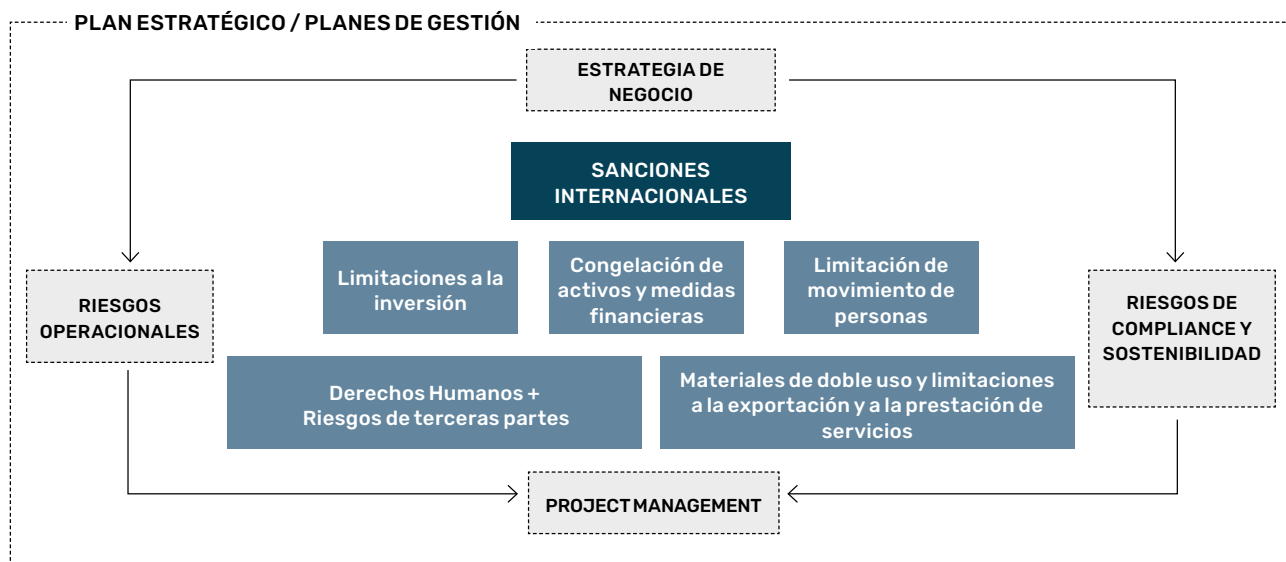 PLAN ESTRATÉGICO / PLANES DE GESTIÓN
ESTRATEGIA DE
NEGOCIO
SANCIONES
INTERNACIONALES
Limitaciones a la
inversión
Congelación de
activos y medidas
financieras
Limitación de
movimiento de
personas
RIESGOS
OPERACIONALES
RIESGOS DE
COMPLIANCE Y
SOSTENIBILIDAD
Derechos Humanos +
Riesgos de terceras partes
Materiales de doble uso y limitaciones
a la exportación y a la prestación de
servicios
PROJECT MANAGEMENT